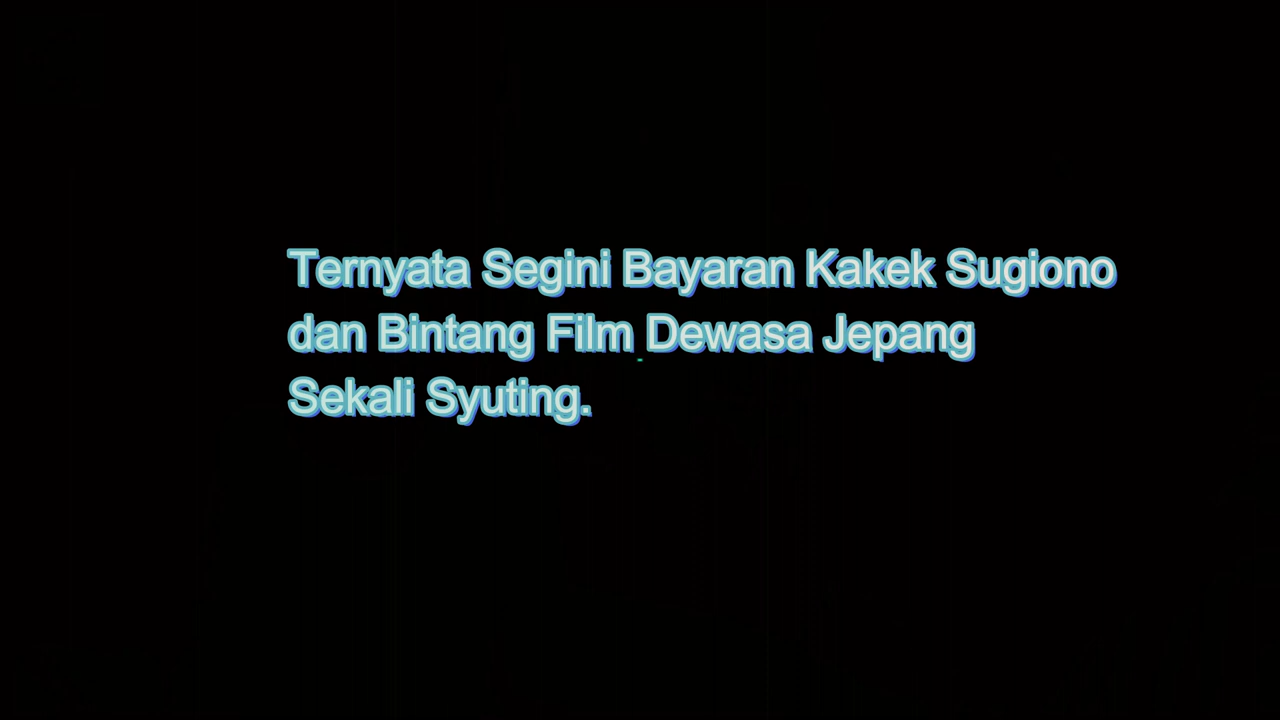 Ternyata Segini Bayaran Kakek Sugiono
dan Bintang Film Dewasa Jepang
Sekali Syuting.